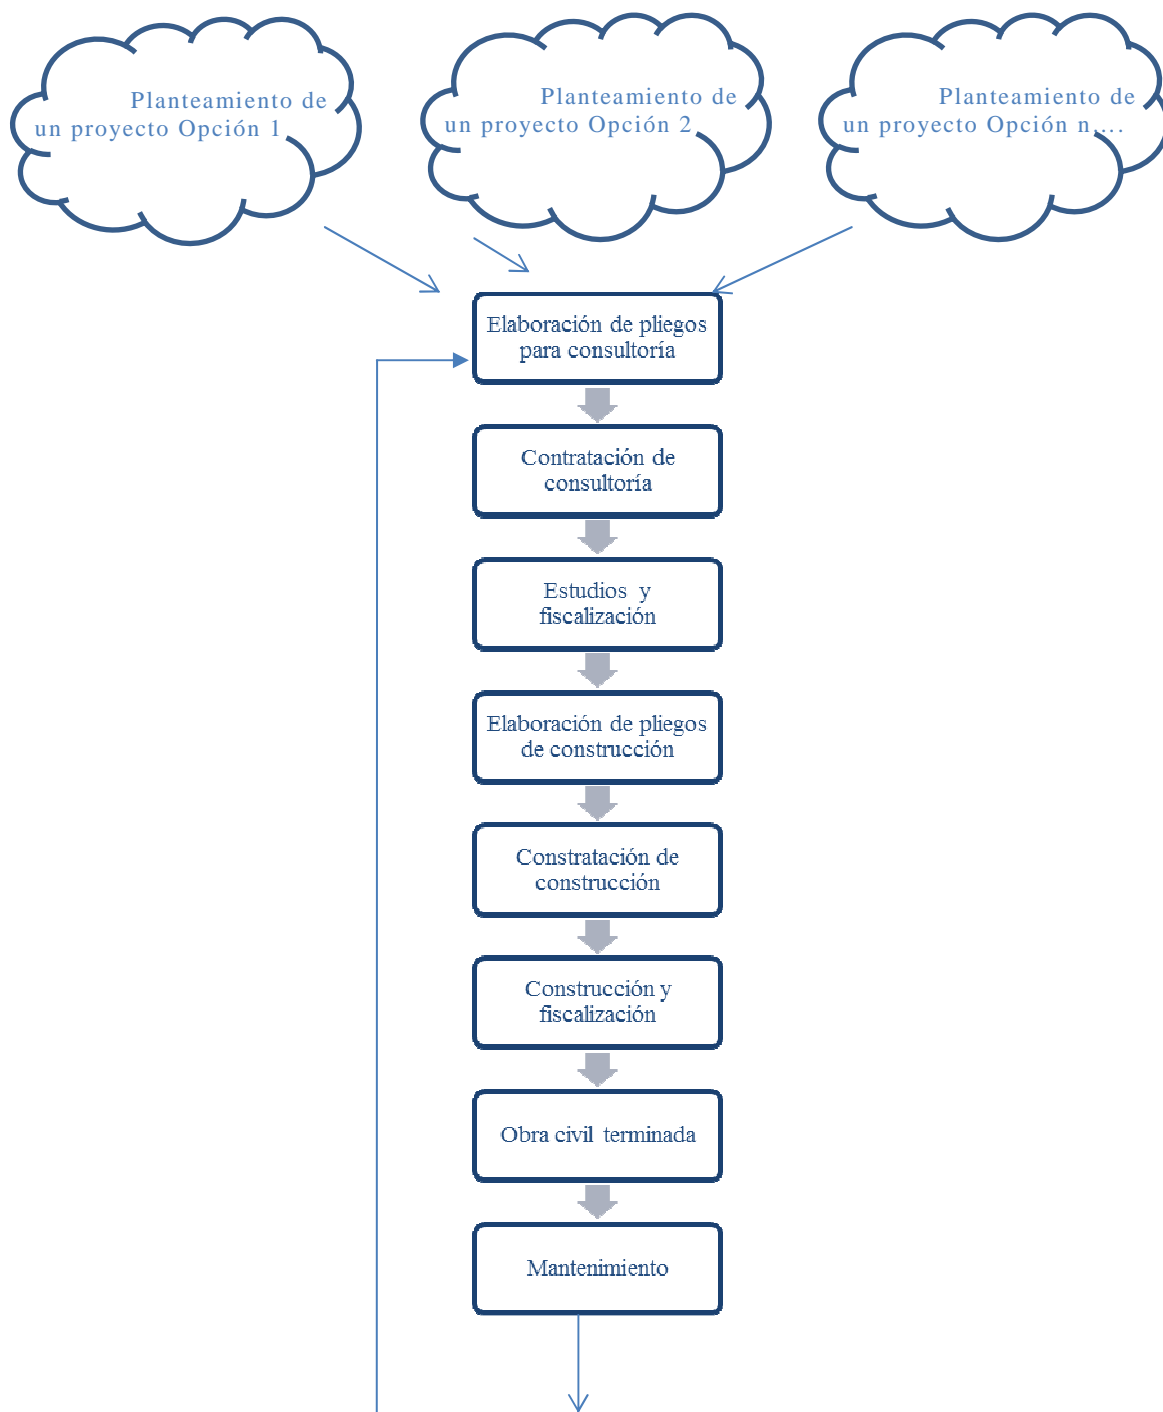 Planteamiento de
un proyecto Opción 1
Planteamiento de
un proyecto Opción 2
Planteamiento de
un proyecto Opción n....
Elaboración de pliegos
para consultoría
Contratación de
consultoría
Estudios y
fiscalización
Elaboración de pliegos
de construcción
Constratación de
construcción
Construcción y
fiscalización
Obra civil terminada
Mantenimiento